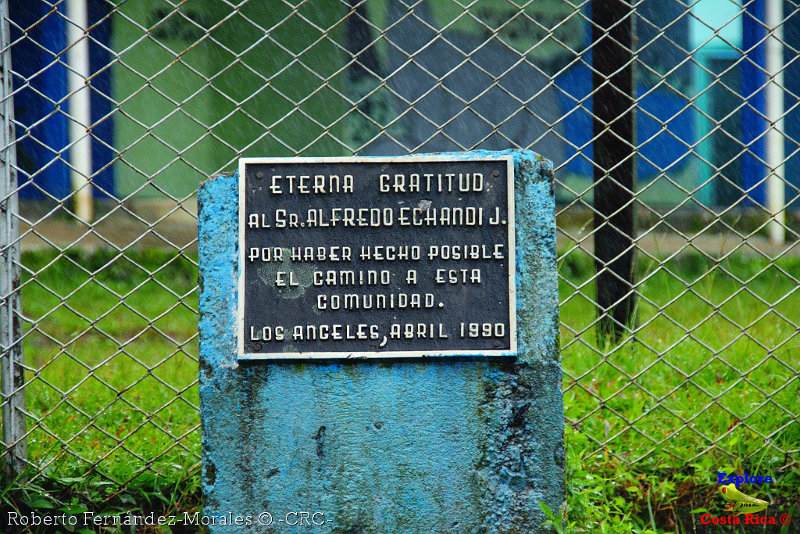 ETERNA GRATITUD
AL SR. ALFREDO ECHANDI J.
POR HABER HECHO POSIBLE
EL CAMINO A ESTA
COMUNIDAD.
LOS ANGELES, ABRIL 1990
Roberto Fernández-Morales © -CRC-
Explore
Costa Rica ©